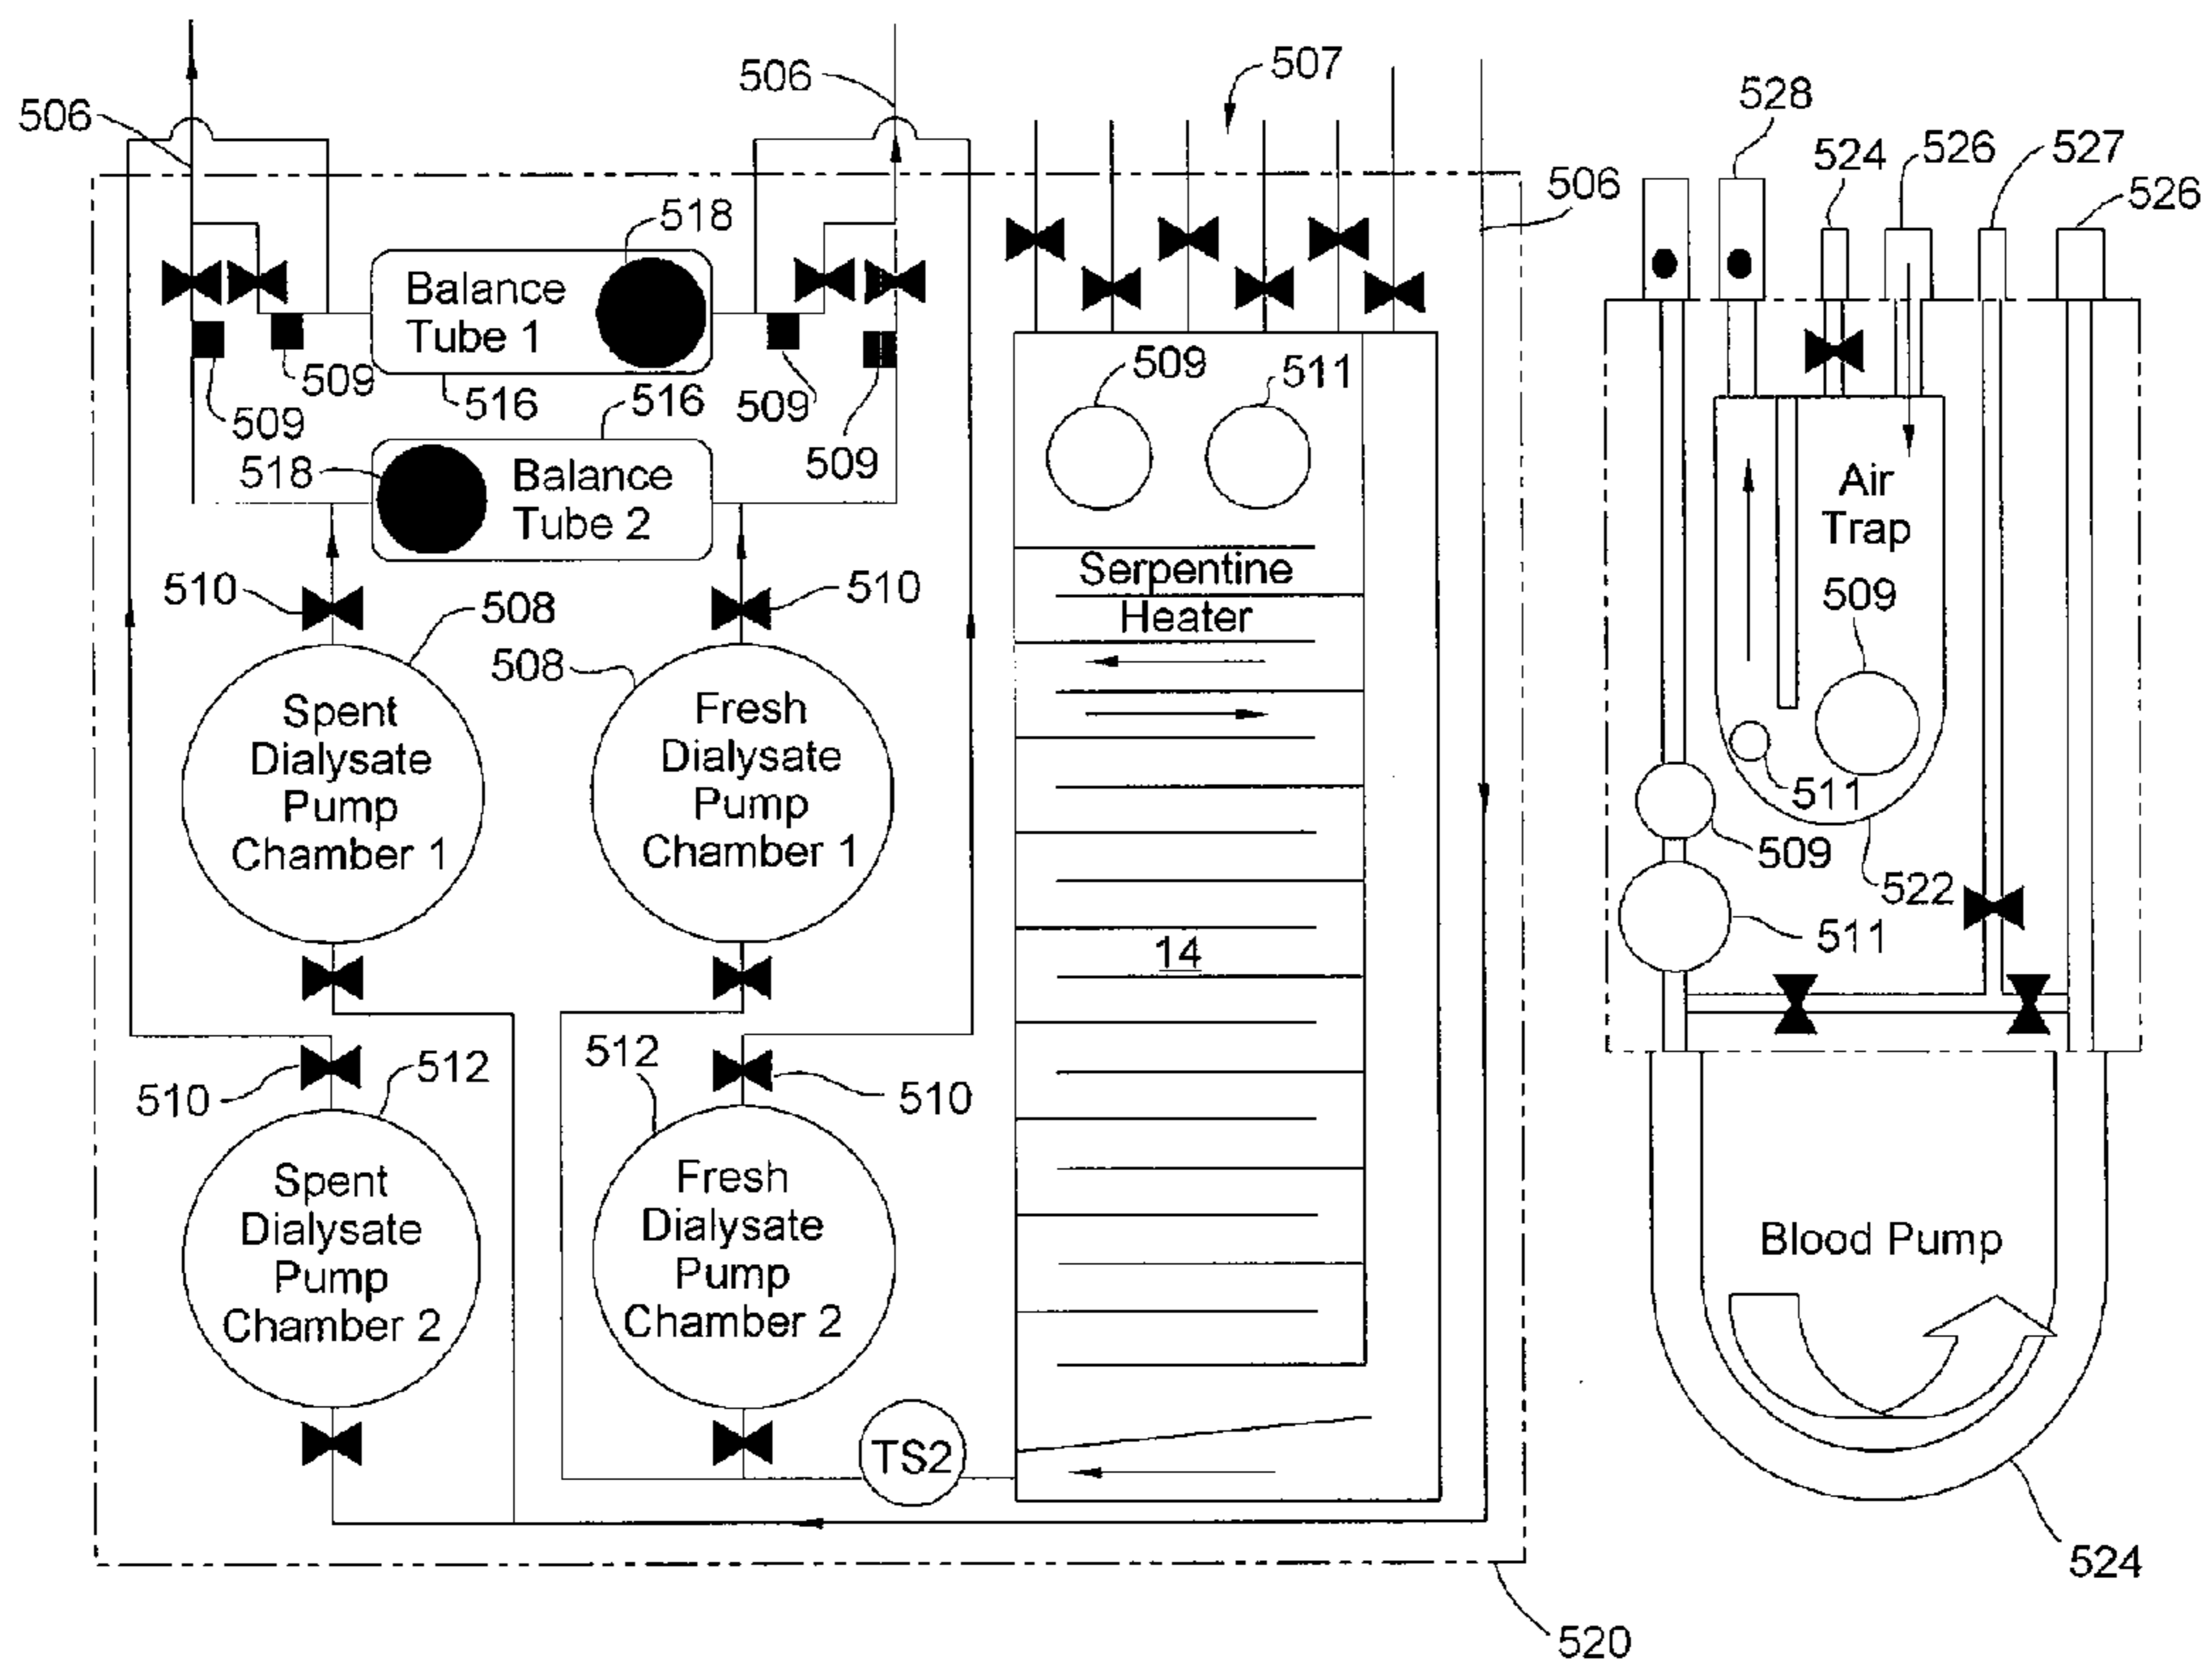 506
506
507
528
524
526
527
526
506
518
Balance
Tube 1
509
509
516
516
509
509
518
Balance
Tube 2
509
511
Serpentine
Heater
14
510
508
510
508
Spent
Dialysate
Pump
Chamber 1
Fresh
Dialysate
Pump
Chamber 1
510
512
512
510
Spent
Dialysate
Pump
Chamber 2
Fresh
Dialysate
Pump
Chamber 2
TS2
Air
Trap
509
511
509
522
511
Blood Pump
524
520